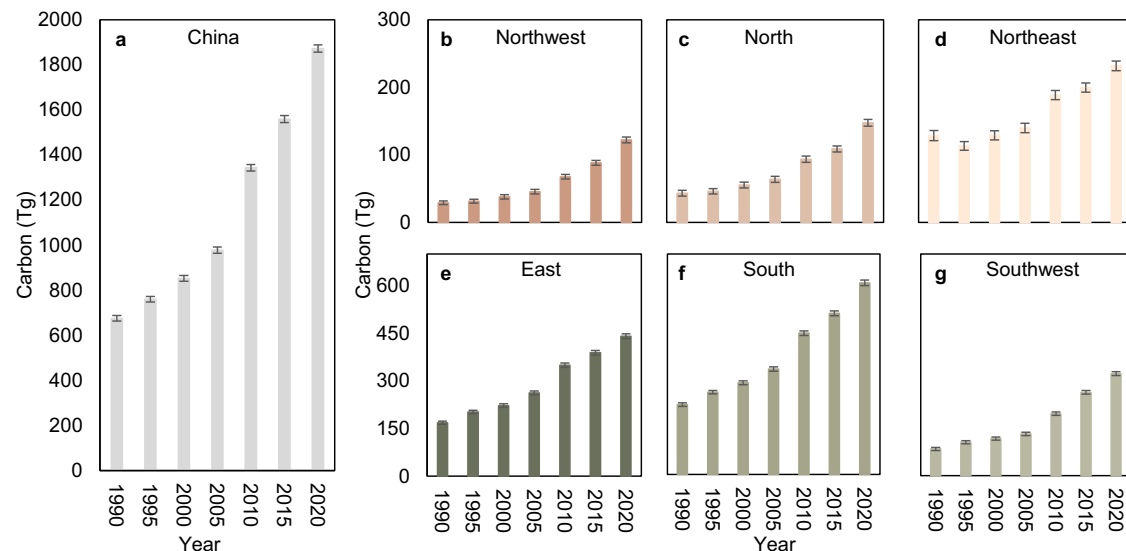 a China
2000
1800
1600
1400
1200
1000
800
600
400
200
0
Carbon (Tg)
1990 1995 2000 2005 2010 2015 2020
Year
b Northwest
c North
d Northeast
300
200
100
0
Carbon (Tg)
e East
f South
g Southwest
600
450
300
150
0
1990 1995 2000 2005 2010 2015 2020
1990 1995 2000 2005 2010 2015 2020
1990 1995 2000 2005 2010 2015 2020
Year